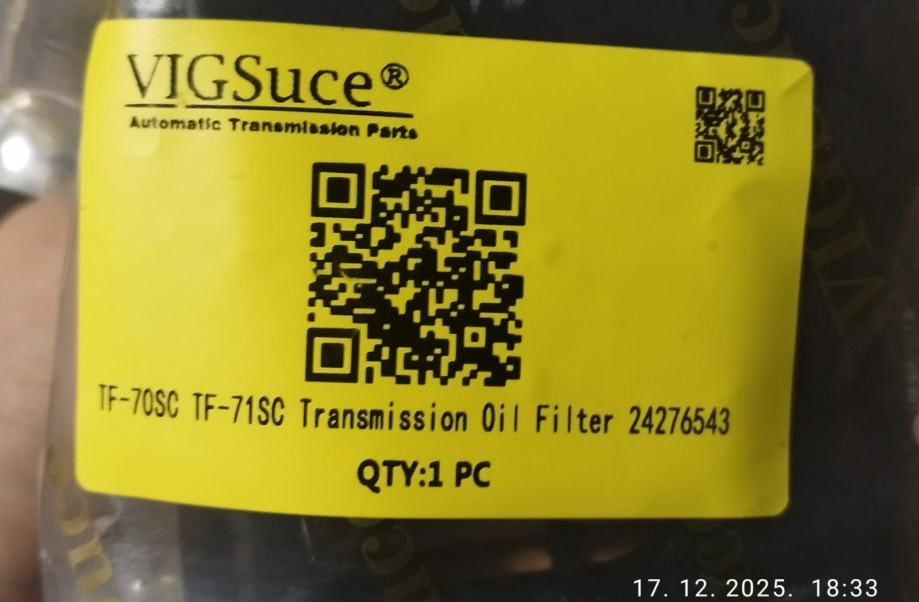 VIGSuce®
Automatic Transmission Parts
TF-70SC TF-71SC Transmission Oil Filter 24276543
QTY:1 PC
17. 12. 2025. 18:33